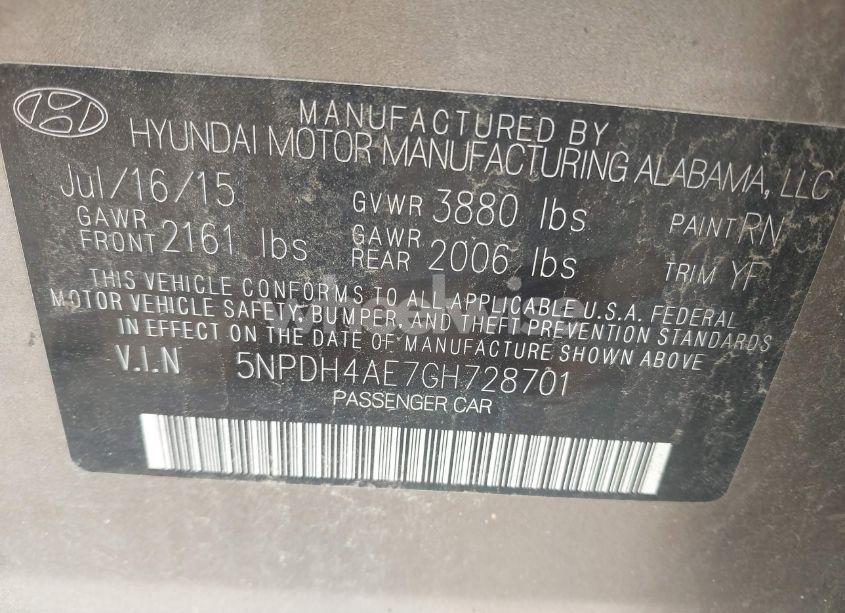 MANUFACTURED BY
HYUNDAI MOTOR MANUFACTURING ALABAMA, LLC
Jul/16/15 GVWR 3880 lbs PAINT RN
GAWR FRONT 2161 lbs GAWR REAR 2006 lbs TRIM YF
THIS VEHICLE CONFORMS TO ALL APPLICABLE U.S.A. FEDERAL
MOTOR VEHICLE SAFETY, BUMPER, AND THEFT PREVENTION STANDARDS
IN EFFECT ON THE DATE OF MANUFACTURE SHOWN ABOVE
V.I.N 5NPDH4AE7GH728701
PASSENGER CAR
wheelwise